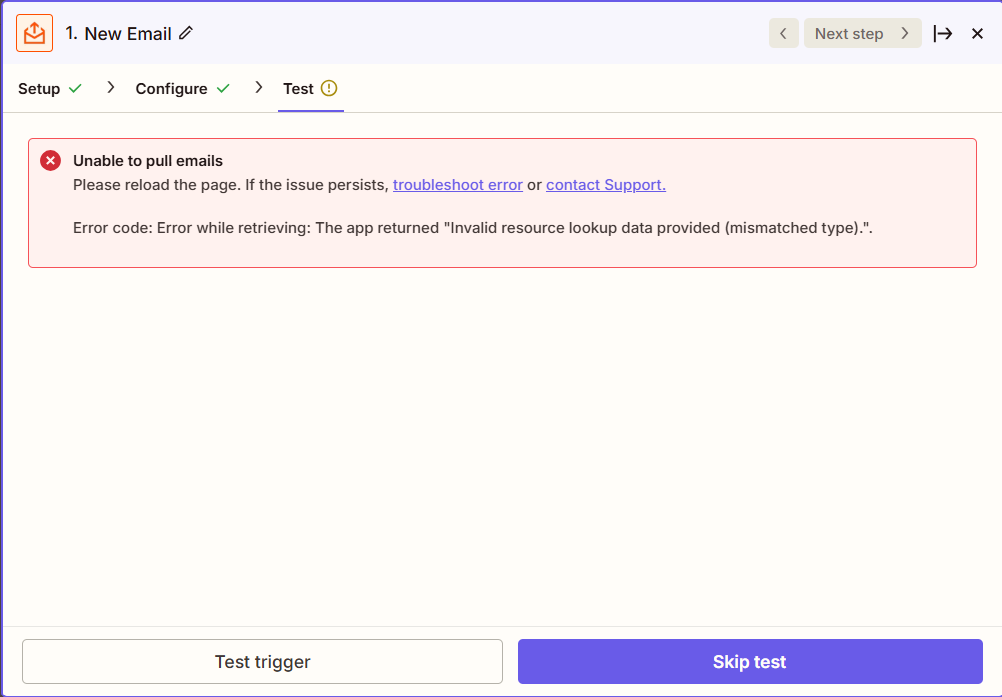 1. New Email
Next step
Setup
Configure
Test
Unable to pull emails
Please reload the page. If the issue persists, troubleshoot error or contact Support.
Error code: Error while retrieving: The app returned "Invalid resource lookup data provided (mismatched type).".
Test trigger
Skip test